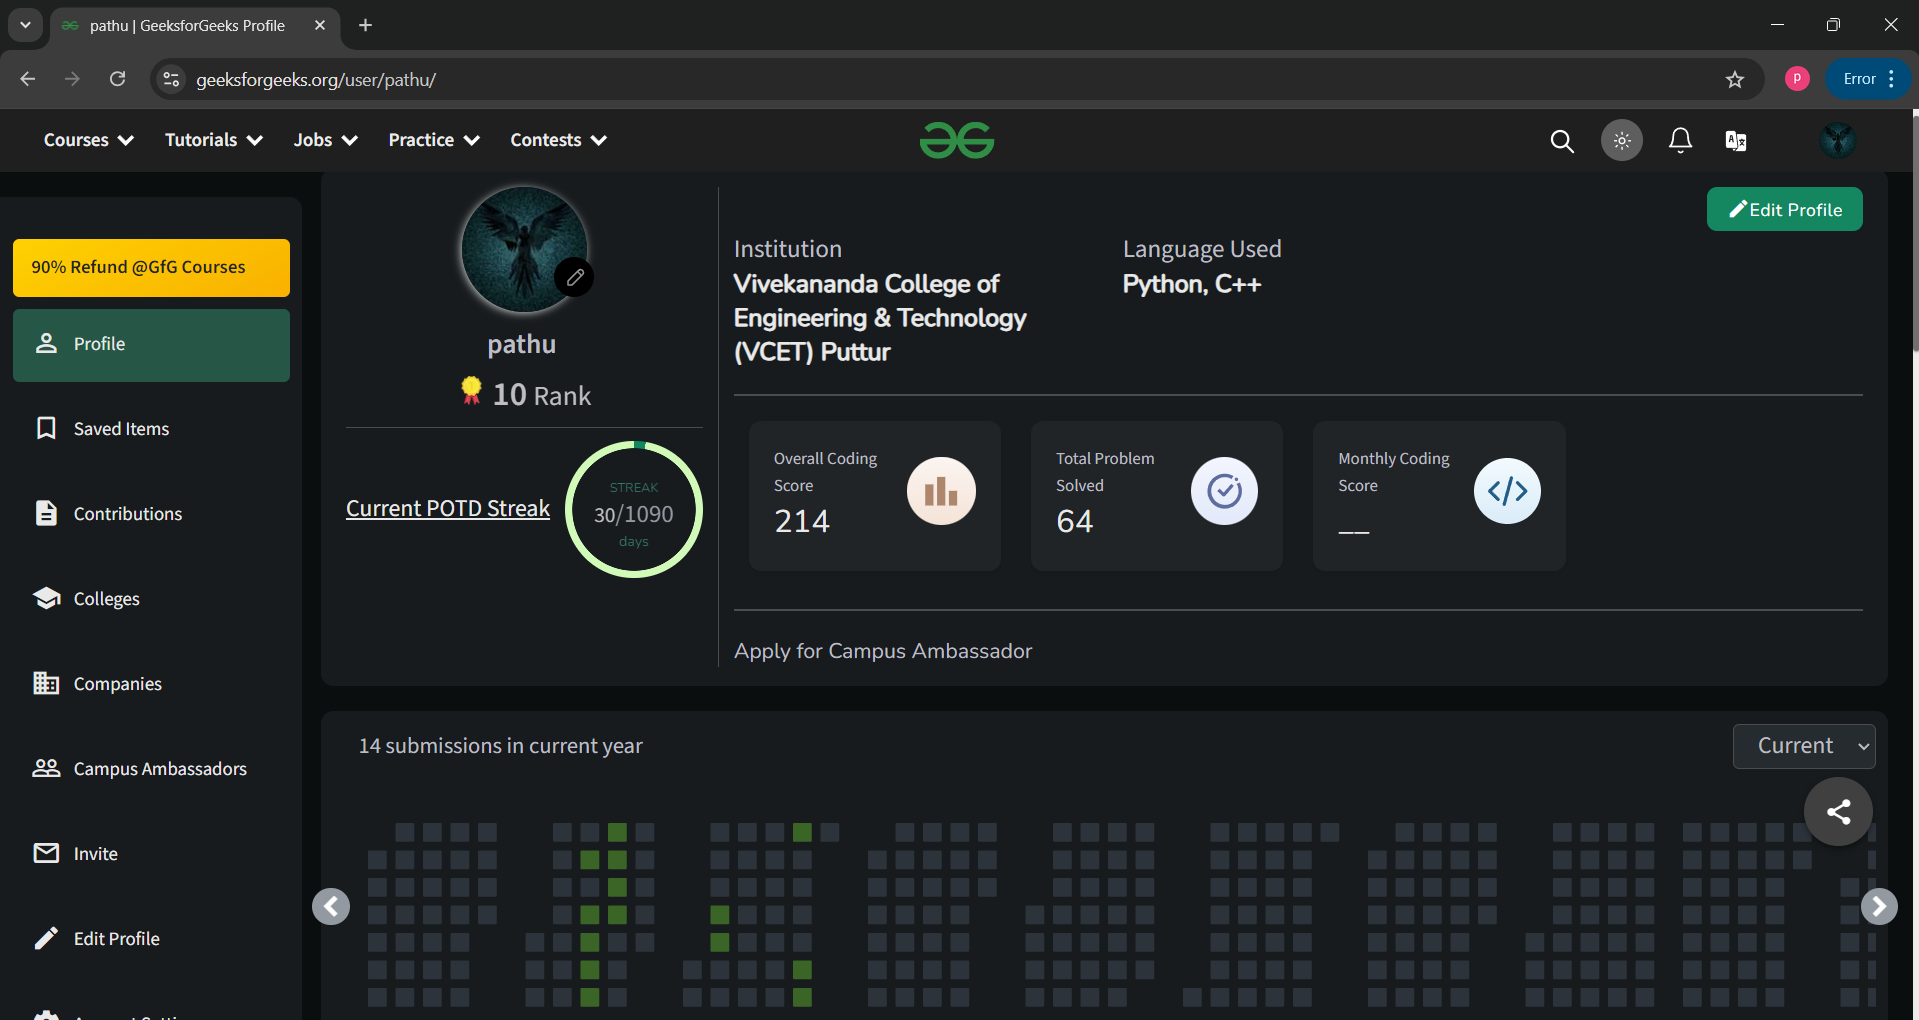 pathu | GeeksforGeeks Profile
geeksforgeeks.org/user/pathu/
P
Error
Courses
Tutorials
Jobs
Practice
Contests
90% Refund @GfG Courses
Profile
Saved Items
Contributions
Colleges
Companies
Campus Ambassadors
Invite
Edit Profile
pathu
10 Rank
Current POTD Streak
STREAK
30/1090
days
Edit Profile
Institution
Vivekananda College of
Engineering & Technology
(VCET) Puttur
Language Used
Python, C++
Overall Coding
Score
214
Total Problem
Solved
64
Monthly Coding
Score
__
Apply for Campus Ambassador
14 submissions in current year
Current